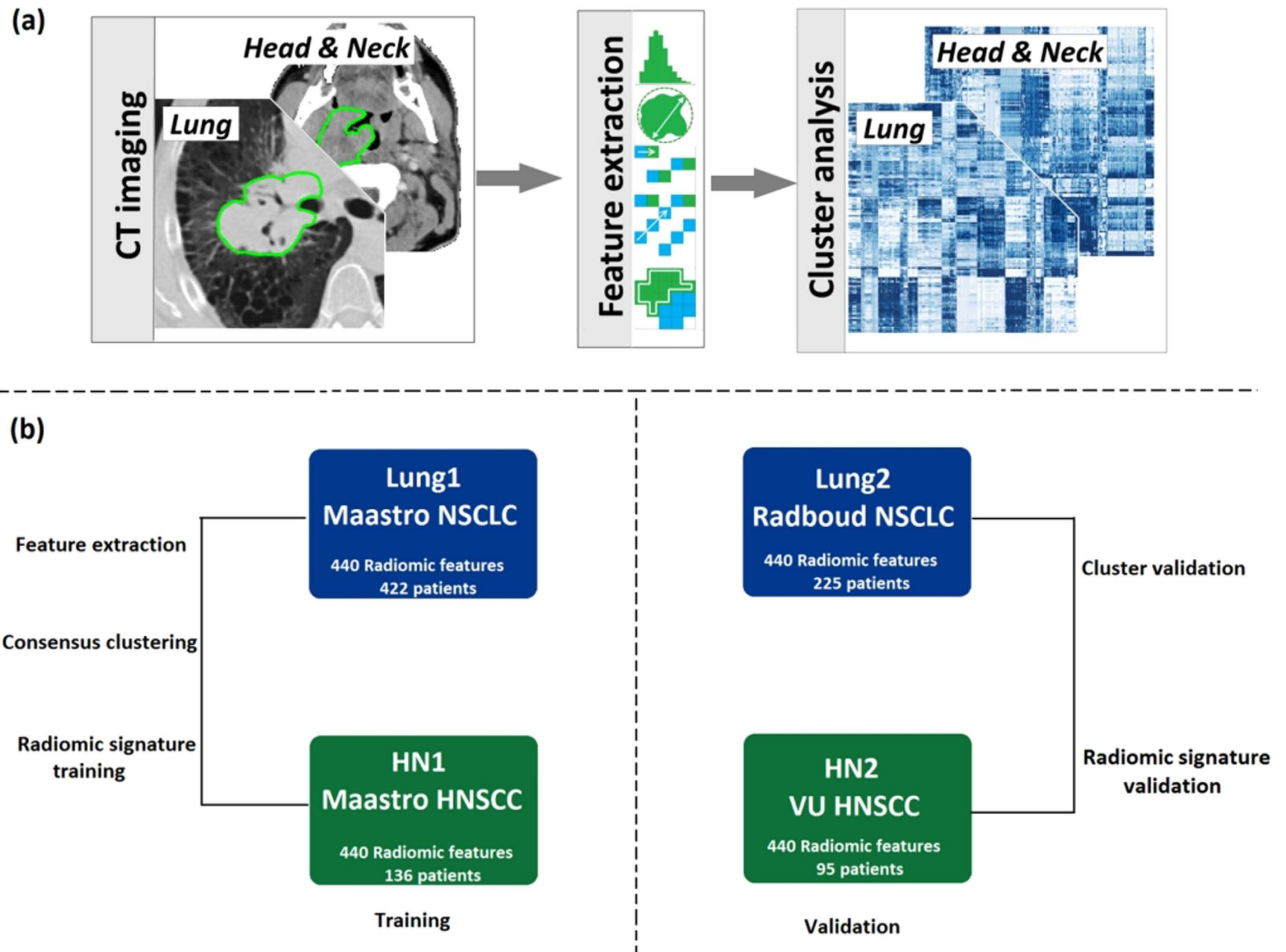 (a)
CT imaging
Head & Neck
Lung
Feature extraction
Cluster analysis
Head & Neck
Lung
(b)
Feature extraction
Consensus clustering
Radiomic signature
training
Lung1
Maastro NSCLC
440 Radiomic features
422 patients
HN1
Maastro HNSCC
440 Radiomic features
136 patients
Training
Lung2
Radboud NSCLC
440 Radiomic features
225 patients
HN2
VU HNSCC
440 Radiomic features
95 patients
Validation
Cluster validation
Radiomic signature
validation